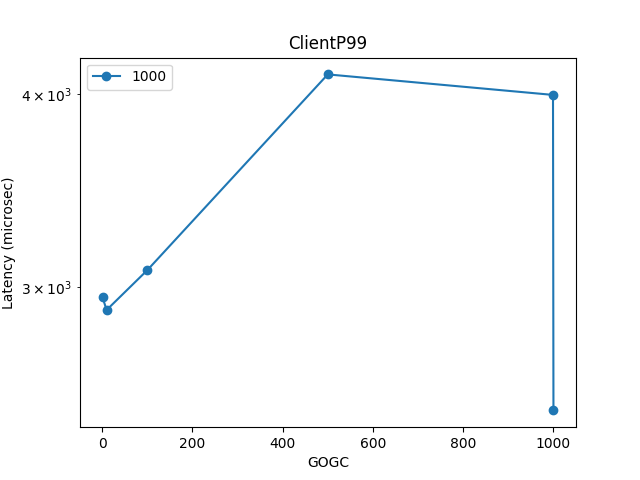 ClientP99
1000
4 × 10³
3 × 10³
Latency (microsec)
0 200 400 600 800 1000
GOGC